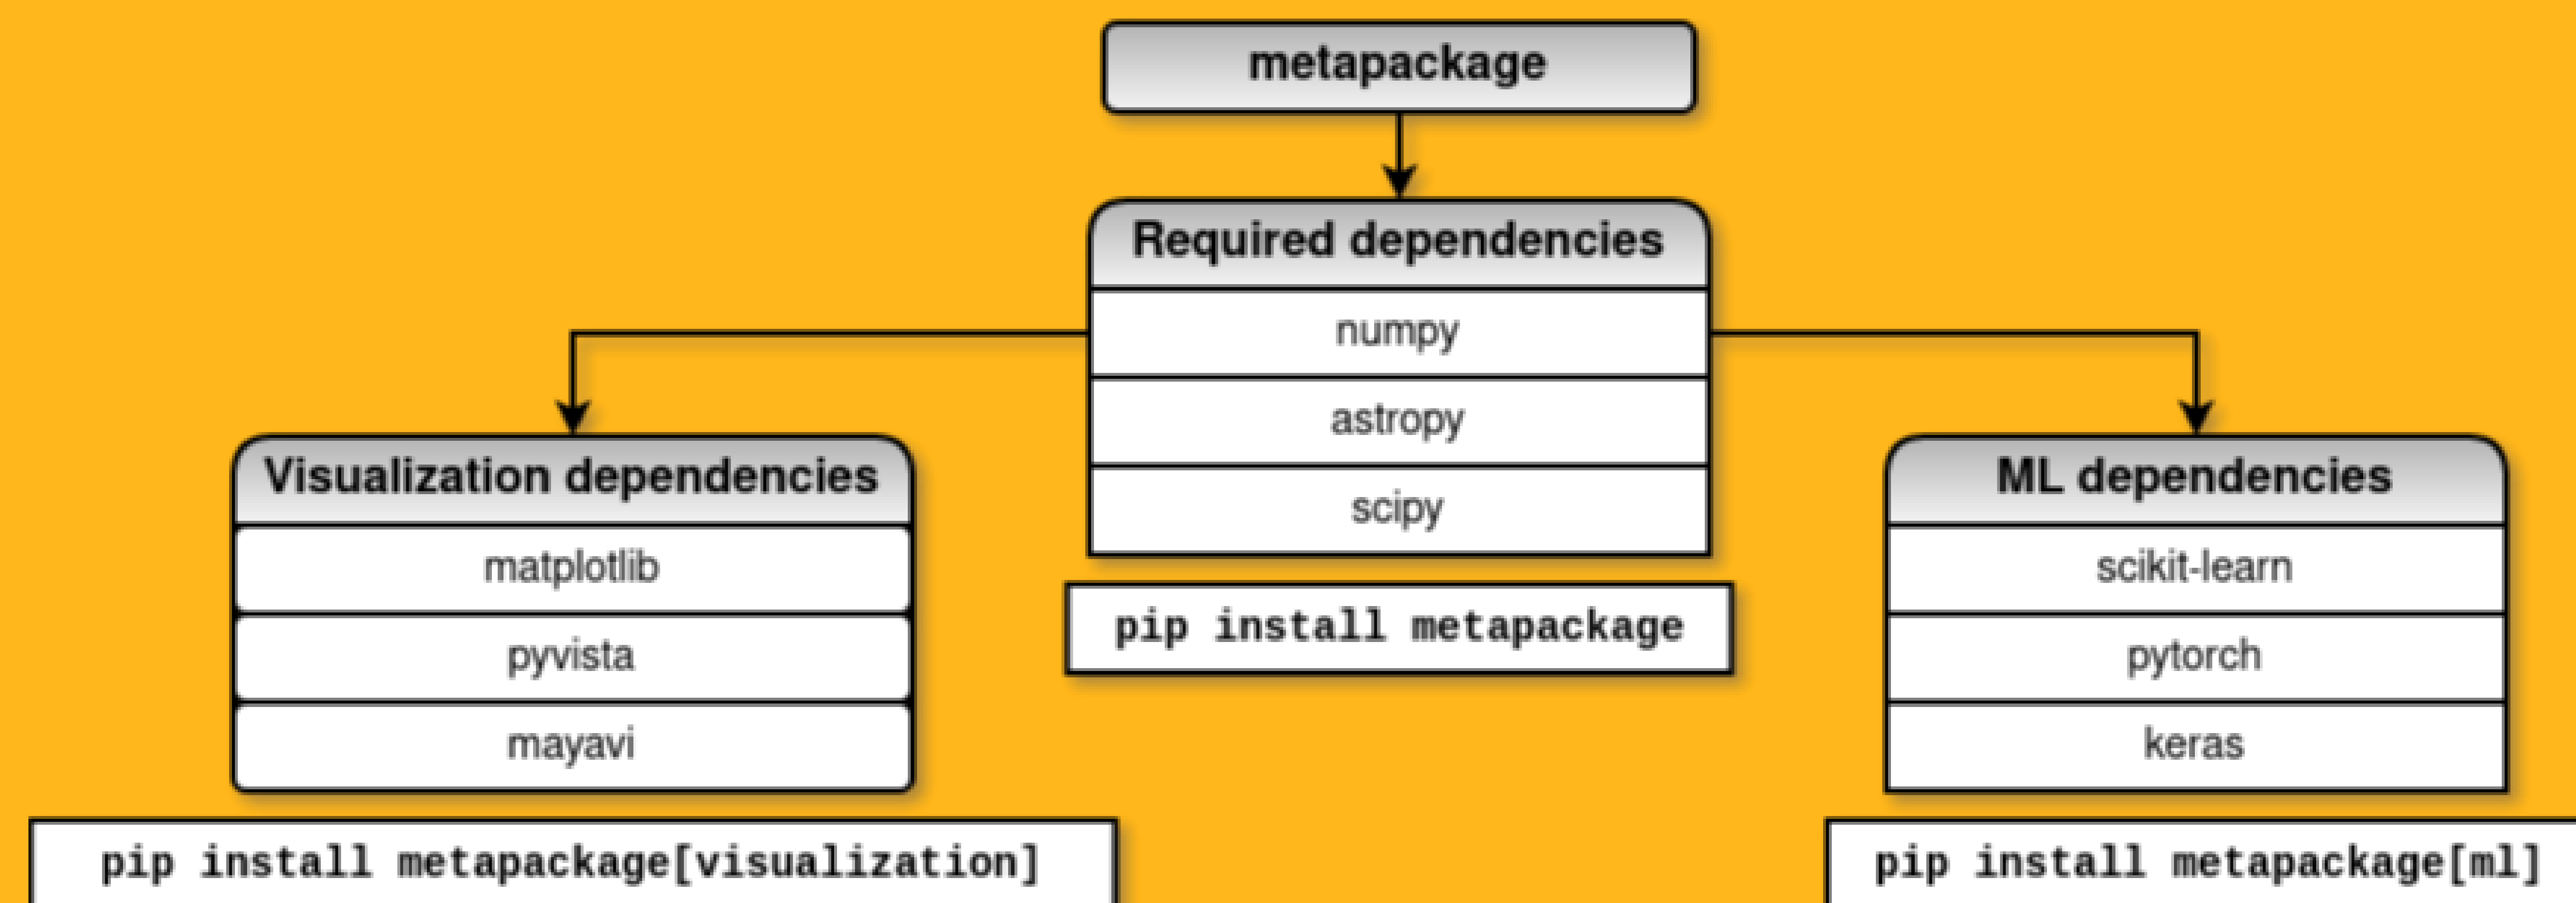 metapackage
Required dependencies
numpy
astropy
scipy
pip install metapackage
Visualization dependencies
matplotlib
pyvista
mayavi
pip install metapackage[visualization]
ML dependencies
scikit-learn
pytorch
keras
pip install metapackage[ml]